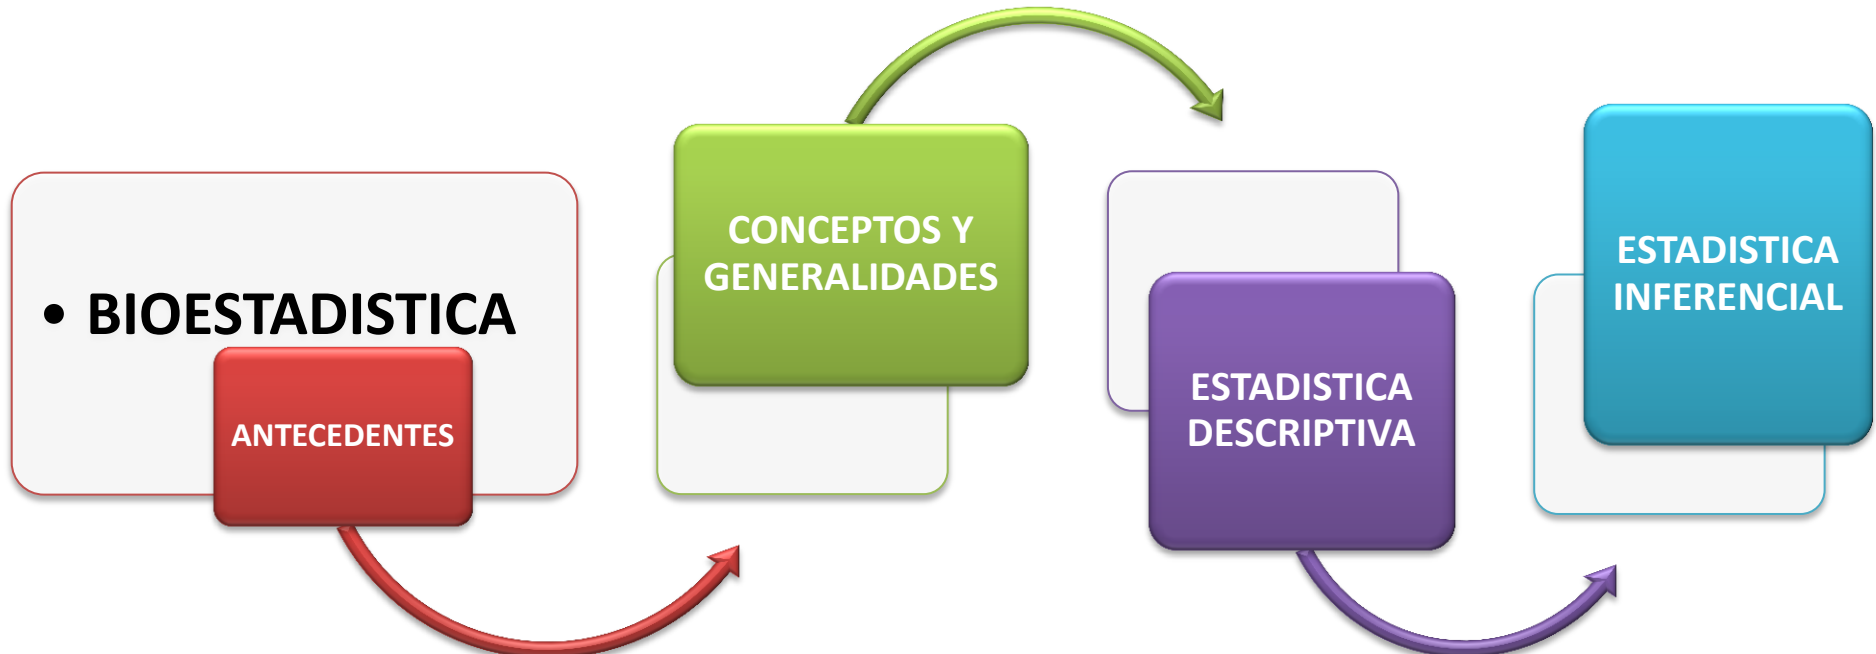 • BIOESTADISTICA
ANTECEDENTES
CONCEPTOS Y
GENERALIDADES
ESTADISTICA
DESCRIPTIVA
ESTADISTICA
INFERENCIAL